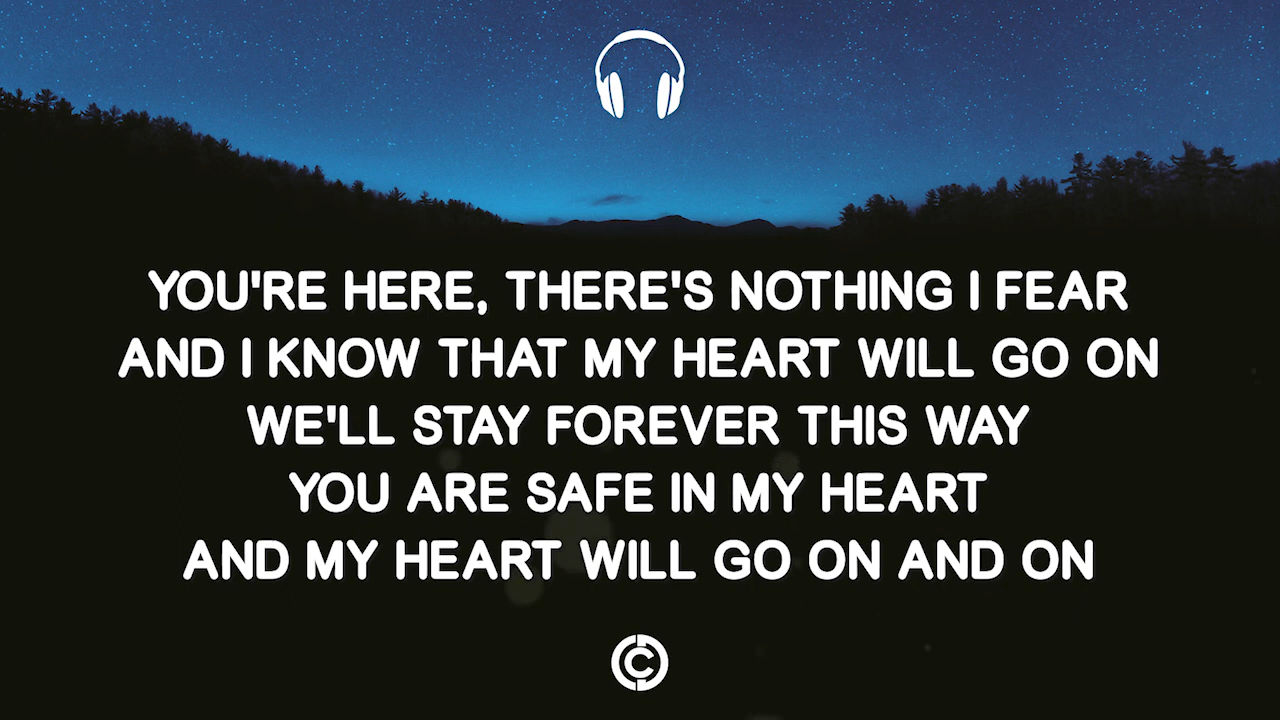 YOU'RE HERE, THERE'S NOTHING I FEAR
AND I KNOW THAT MY HEART WILL GO ON
WE'LL STAY FOREVER THIS WAY
YOU ARE SAFE IN MY HEART
AND MY HEART WILL GO ON AND ON